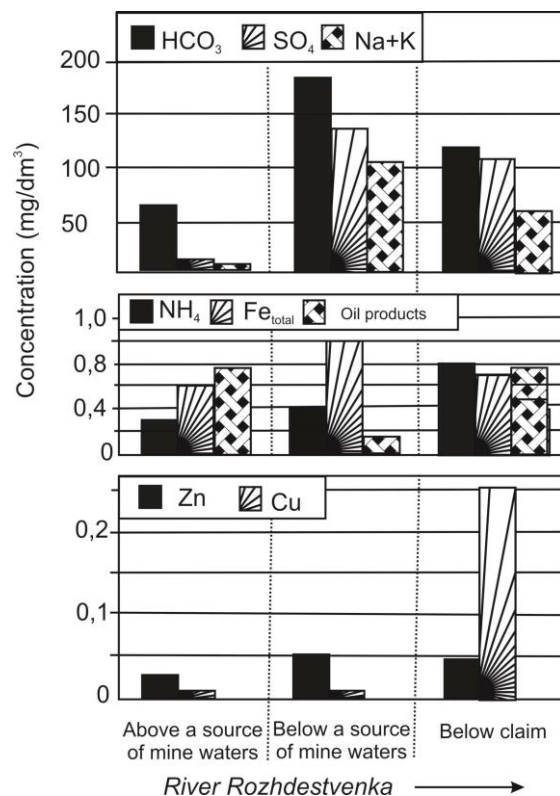 HCO₃ SO₄ Na+K
200
150
100
50
Concentration (mg/dm³)
NH₄ Fe total Oil products
1,0
0,8
0,4
0
Zn Cu
0,2
0,1
0
Above a source
of mine waters
Below a source
of mine waters
Below claim
River Rozhdestvenka